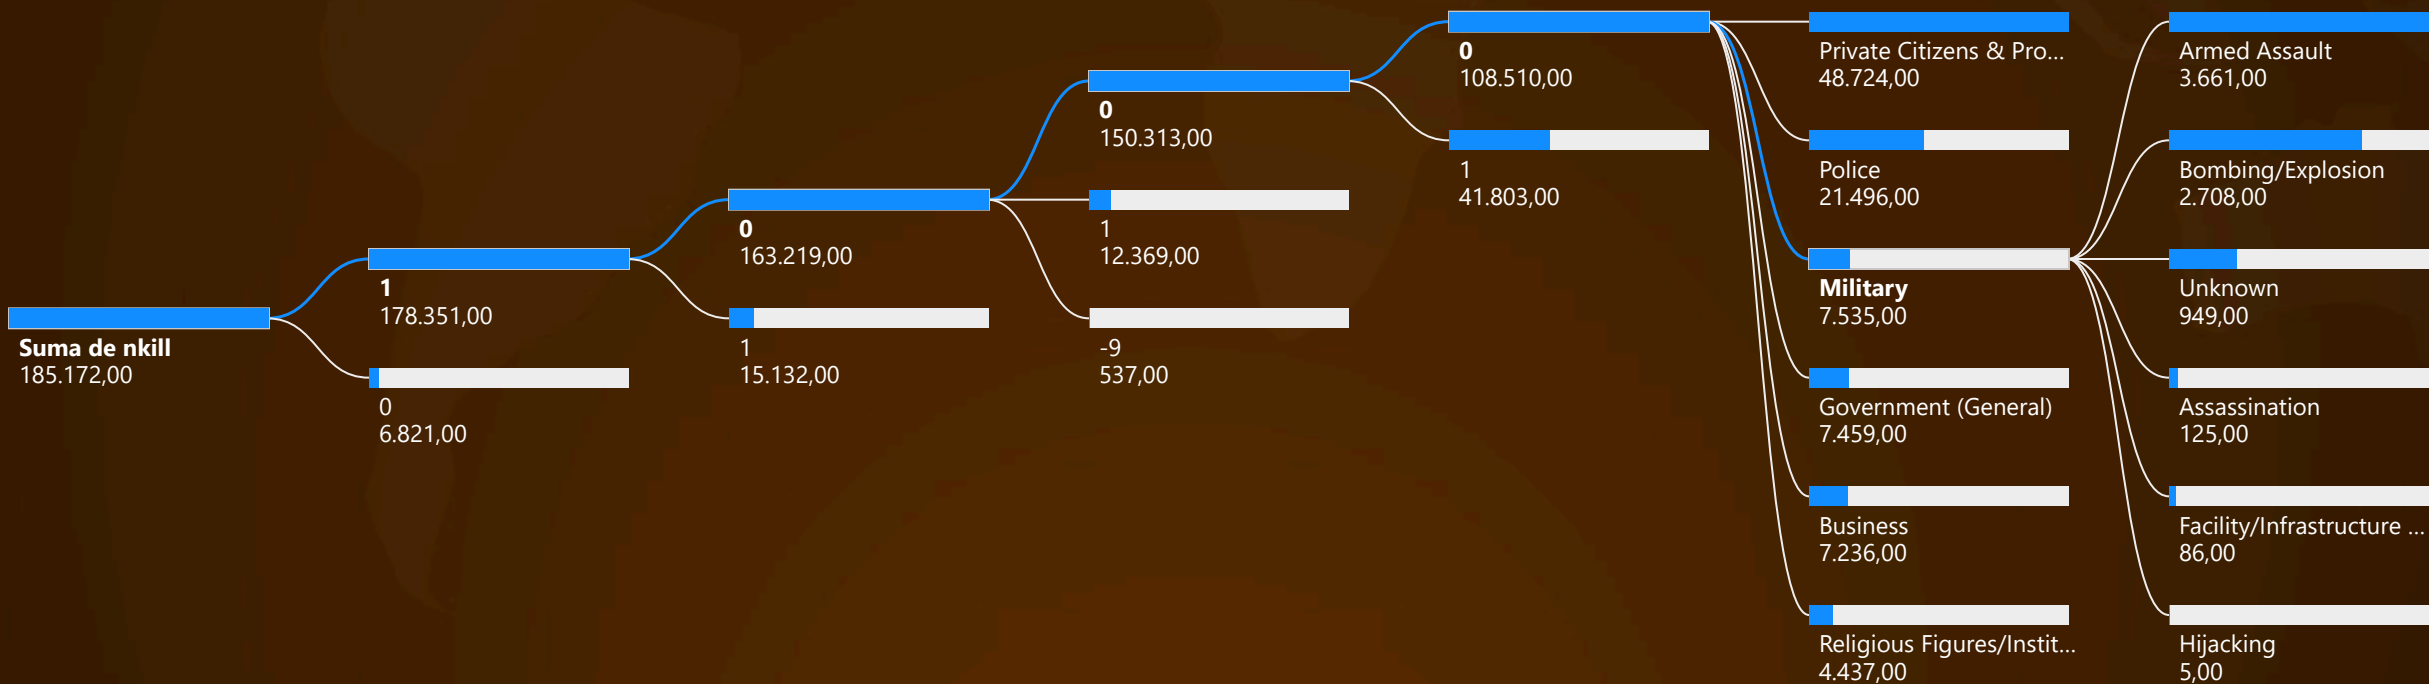 Suma de nkill
185.172,00
1
178.351,00
0
6.821,00
0
163.219,00
1
15.132,00
0
150.313,00
1
12.369,00
-9
537,00
0
108.510,00
1
41.803,00
Private Citizens & Pro...
48.724,00
Police
21.496,00
Military
7.535,00
Government (General)
7.459,00
Business
7.236,00
Religious Figures/Instit...
4.437,00
Armed Assault
3.661,00
Bombing/Explosion
2.708,00
Unknown
949,00
Assassination
125,00
Facility/Infrastructure ...
86,00
Hijacking
5,00